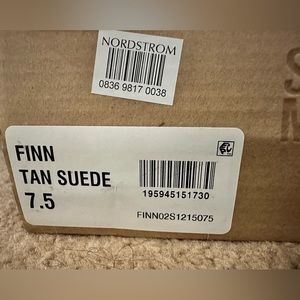 NORDSTROM
0836 9817 0038
FINN
TAN SUEDE
7.5
195945151730
FINN02S1215075